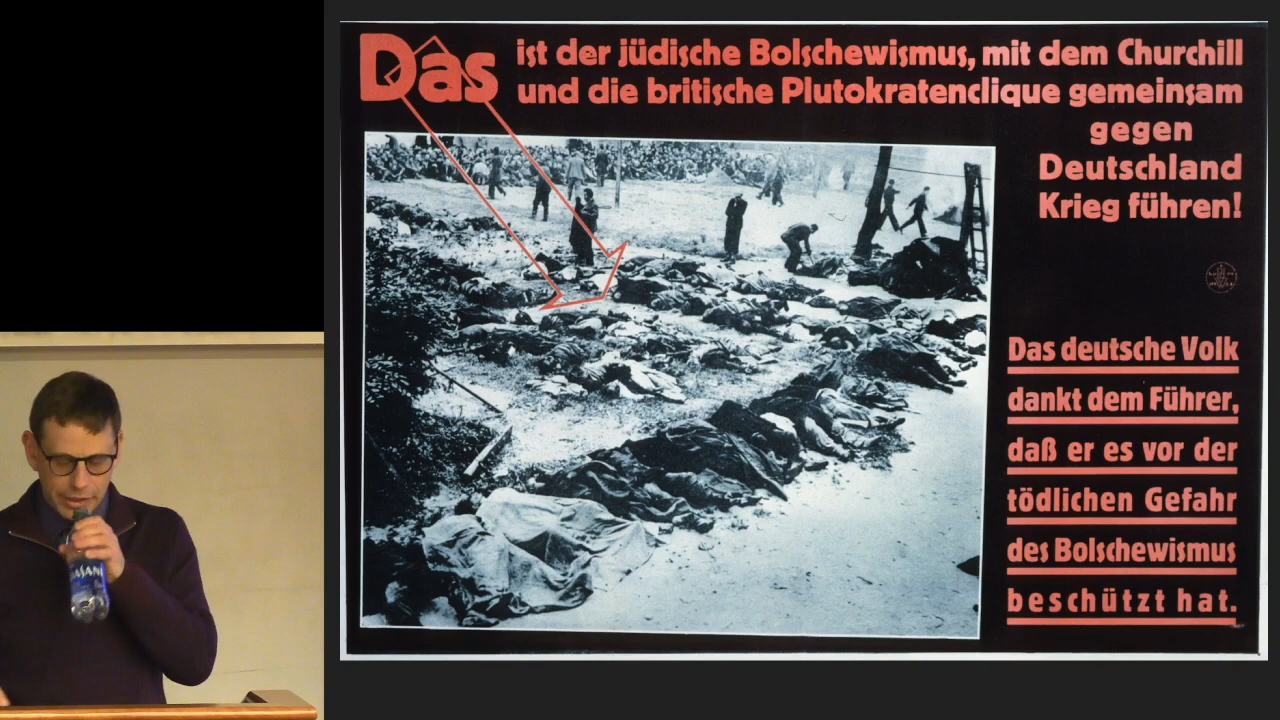 Das
ist der jüdische Bolschewismus, mit dem Churchill
und die britische Plutokratenclique gemeinsam
gegen
Deutschland
Krieg führen!
Das deutsche Volk
dankt dem Führer,
daß er es vor der
tödlichen Gefahr
des Bolschewismus
beschützt hat.
DASANI